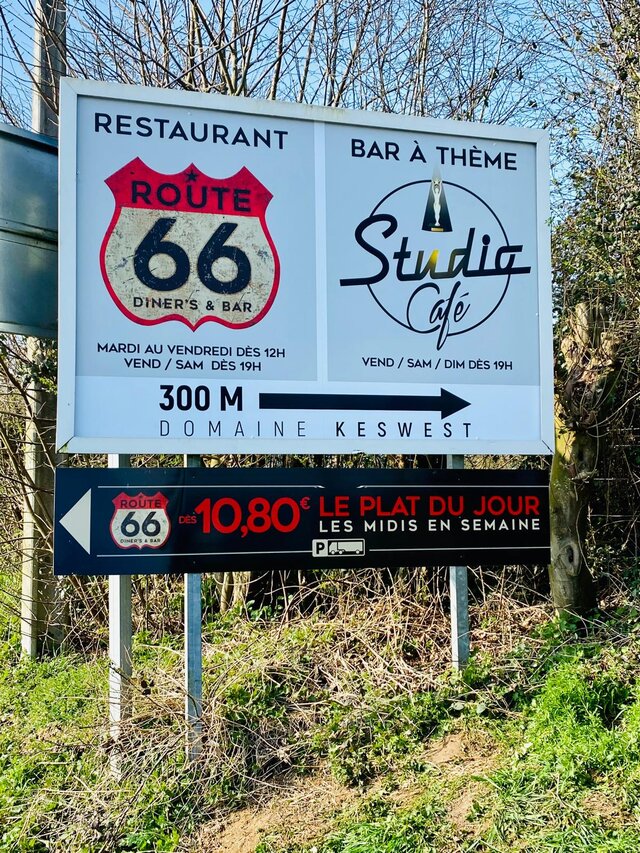 RESTAURANT
ROUTE
66
DINER'S & BAR
MARDI AU VENDREDI DÈS 12H
VEND / SAM DÈS 19H
BAR À THÈME
Studio
Café
VEND / SAM / DIM DÈS 19H
300 M
DOMAINE KESWEST
ROUTE
66
DINER'S & BAR
DÈS 10,80€
LE PLAT DU JOUR
LES MIDIS EN SEMAINE
P